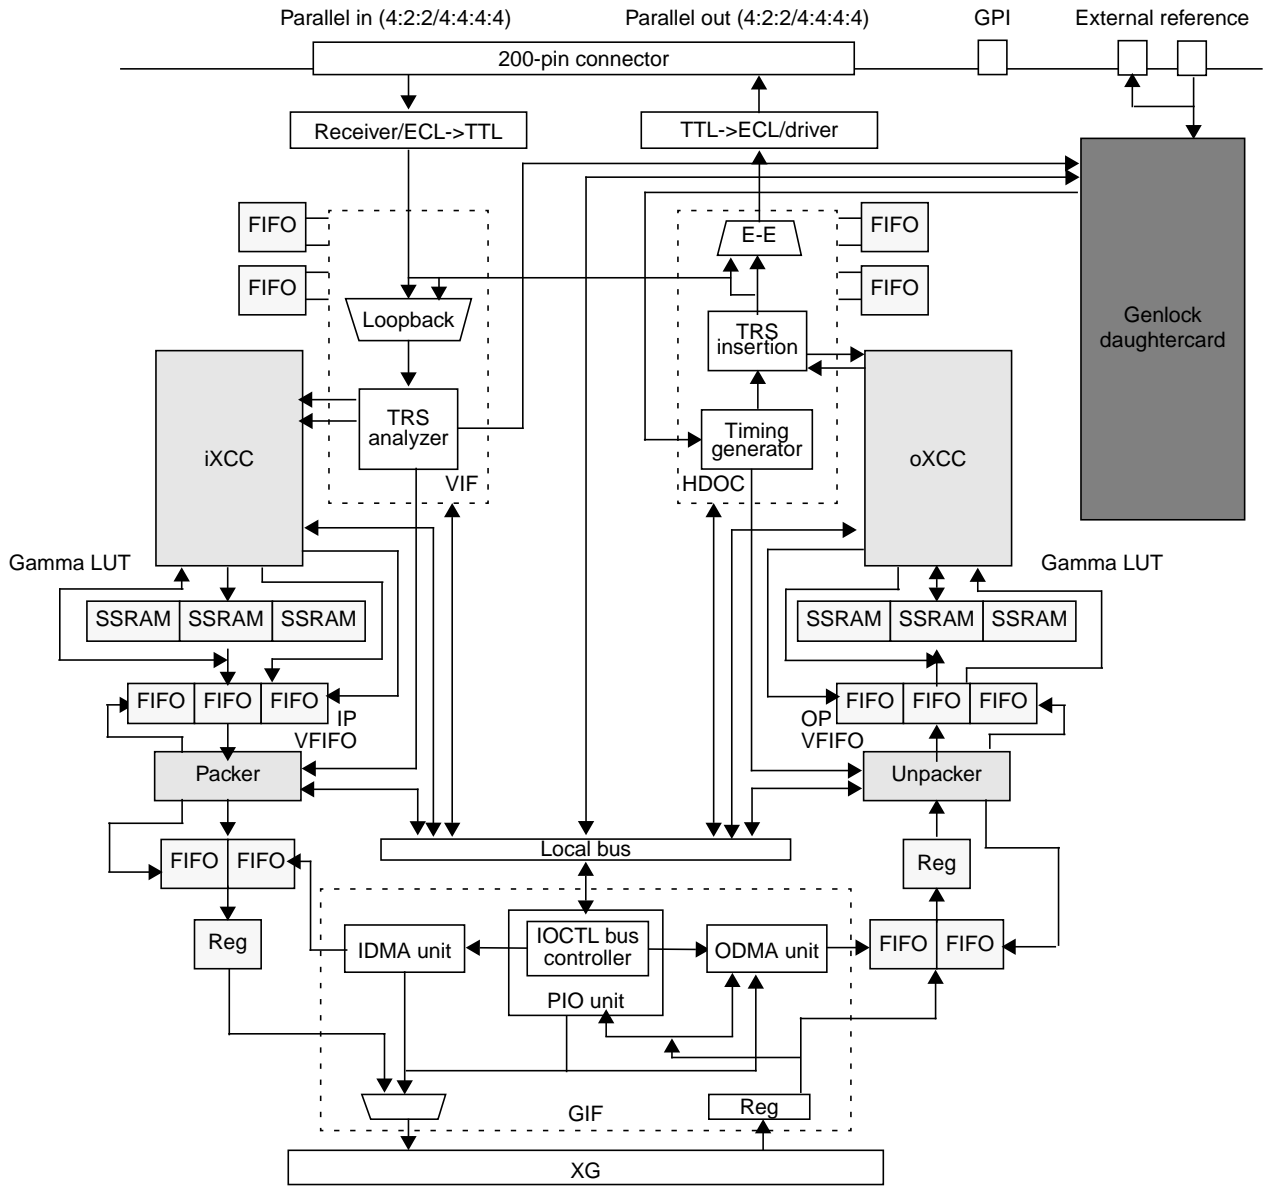 Parallel in (4:2:2/4:4:4:4)
Parallel out (4:2:2/4:4:4:4)
GPI
External reference
200-pin connector
Receiver/ECL->TTL
TTL->ECL/driver
FIFO
FIFO
E-E
FIFO
FIFO
Loopback
TRS
insertion
Genlock
daughtercard
TRS
analyzer
Timing
generator
iXCC
oXCC
VIF
HDOC
Gamma LUT
Gamma LUT
SSRAM
SSRAM
SSRAM
SSRAM
SSRAM
SSRAM
FIFO
FIFO
FIFO
FIFO
FIFO
FIFO
IP
VFIFO
OP
VFIFO
Packer
Unpacker
Local bus
FIFO
FIFO
Reg
Reg
IDMA unit
IOCTL bus
controller
ODMA unit
FIFO
FIFO
PIO unit
GIF
Reg
XG